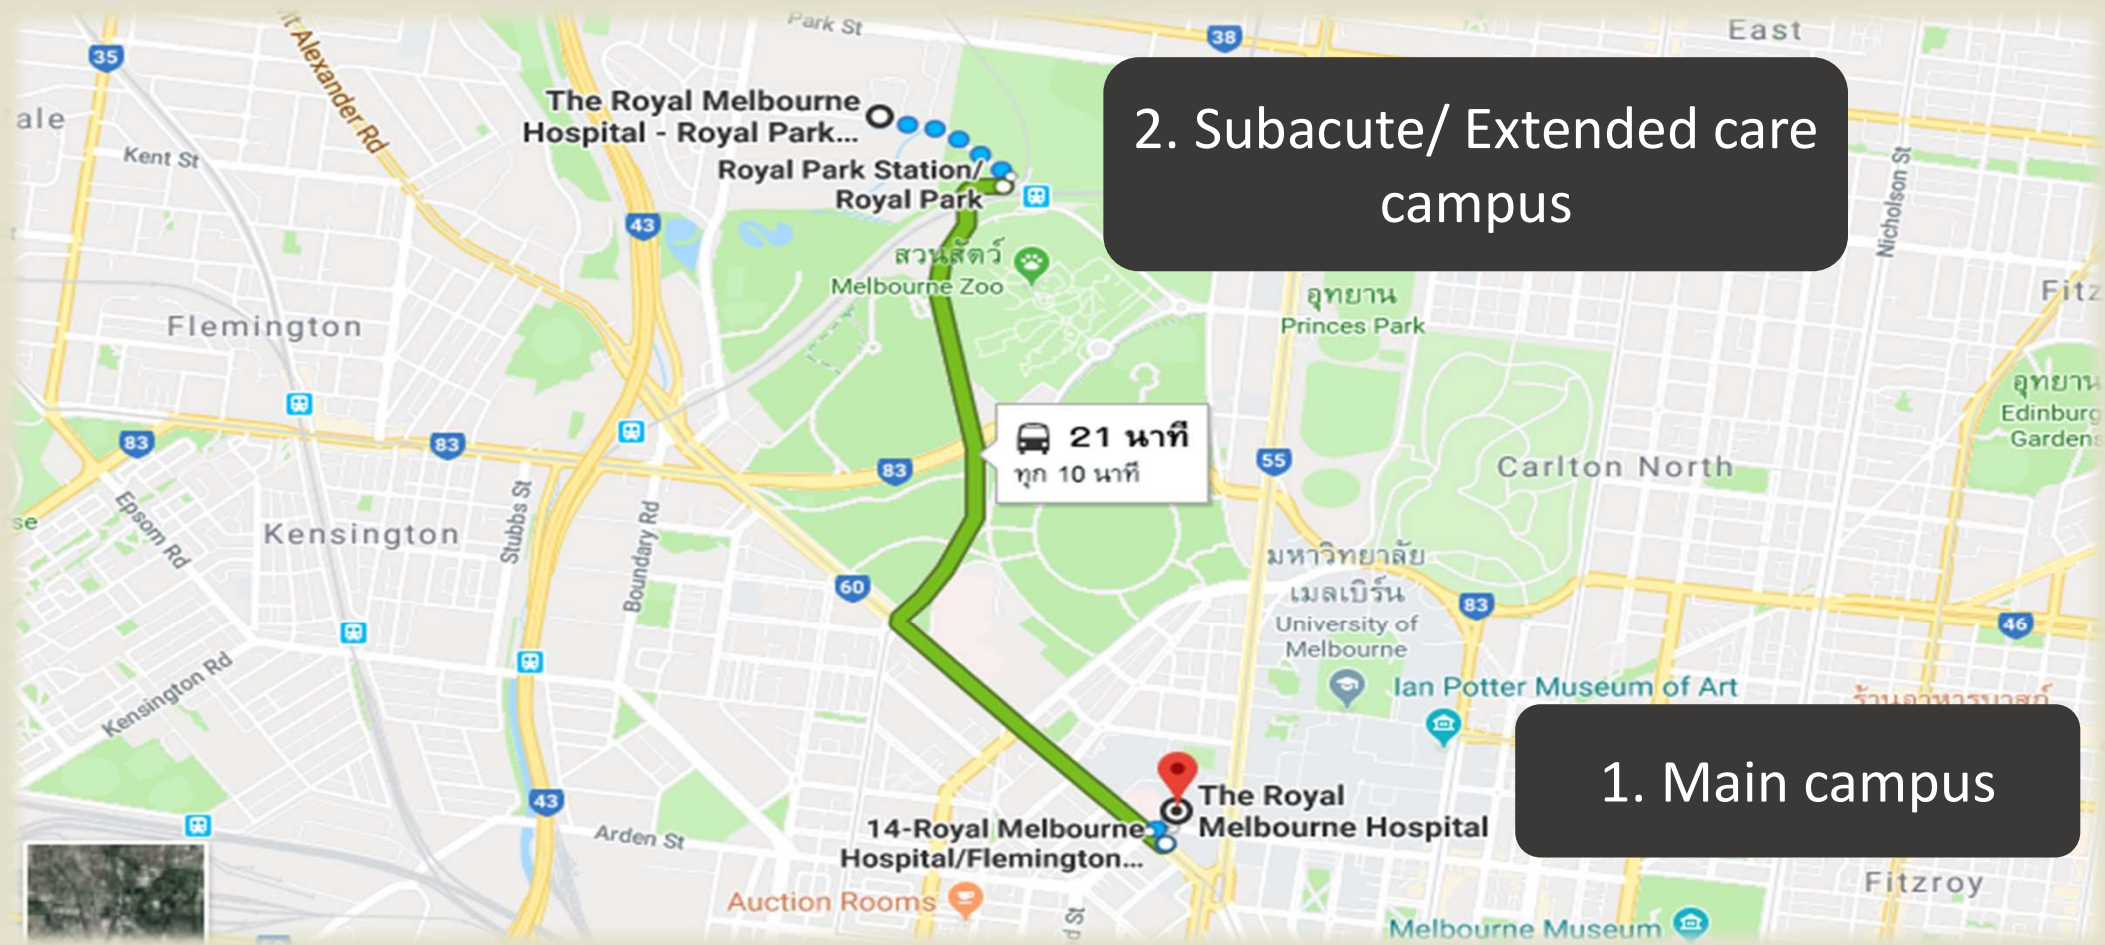 Park St
38
East
35
Mt Alexander Rd
ale
The Royal Melbourne
Hospital - Royal Park...
2. Subacute/ Extended care
campus
Kent St
Royal Park Station/
Royal Park
Nicholson St
43
สวนสัตว์
Melbourne Zoo
อุทยาน
Princes Park
Fitz
Flemington
อุทยาน
Edinburg
Gardens
83
83
21 นาที
ทุก 10 นาที
83
55
Carlton North
se
Epsom Rd
Kensington
Stubbs St
Boundary Rd
60
มหาวิทยาลัย
เมลเบิร์น
University of
Melbourne
83
46
Kensington Rd
Ian Potter Museum of Art
1. Main campus
43
The Royal
Melbourne Hospital
Arden St
14-Royal Melbourne
Hospital/Flemington...
Auction Rooms
d St
Fitzroy
Melbourne Museum